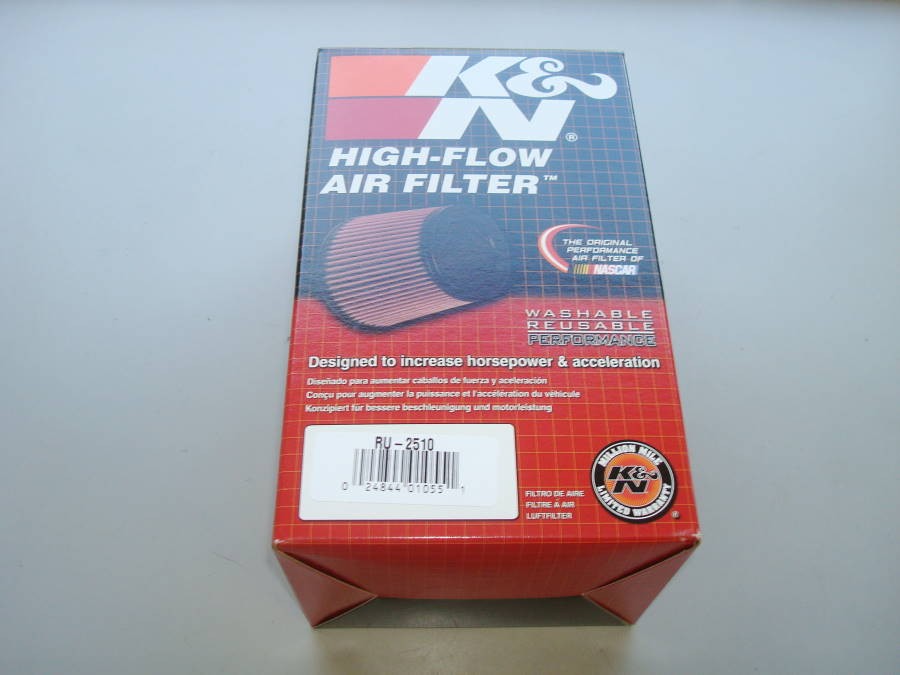 K&N®
HIGH-FLOW
AIR FILTER™
THE ORIGINAL
PERFORMANCE
AIR FILTER OF
NASCAR
WASHABLE
REUSABLE
PERFORMANCE
Designed to increase horsepower & acceleration
Diseñado para aumentar caballos de fuerza y aceleración
Conçu pour augmenter la puissance et l'accélération du véhicule
Konzipiert für bessere beschleunigung und motorleistung
RU-2510
0 24844 01055 1
FILTRO DE AIRE
FILTRE A AIR
LUFTFILTER
MILLION MILE
K&N
LIMITED WARRANTY
®